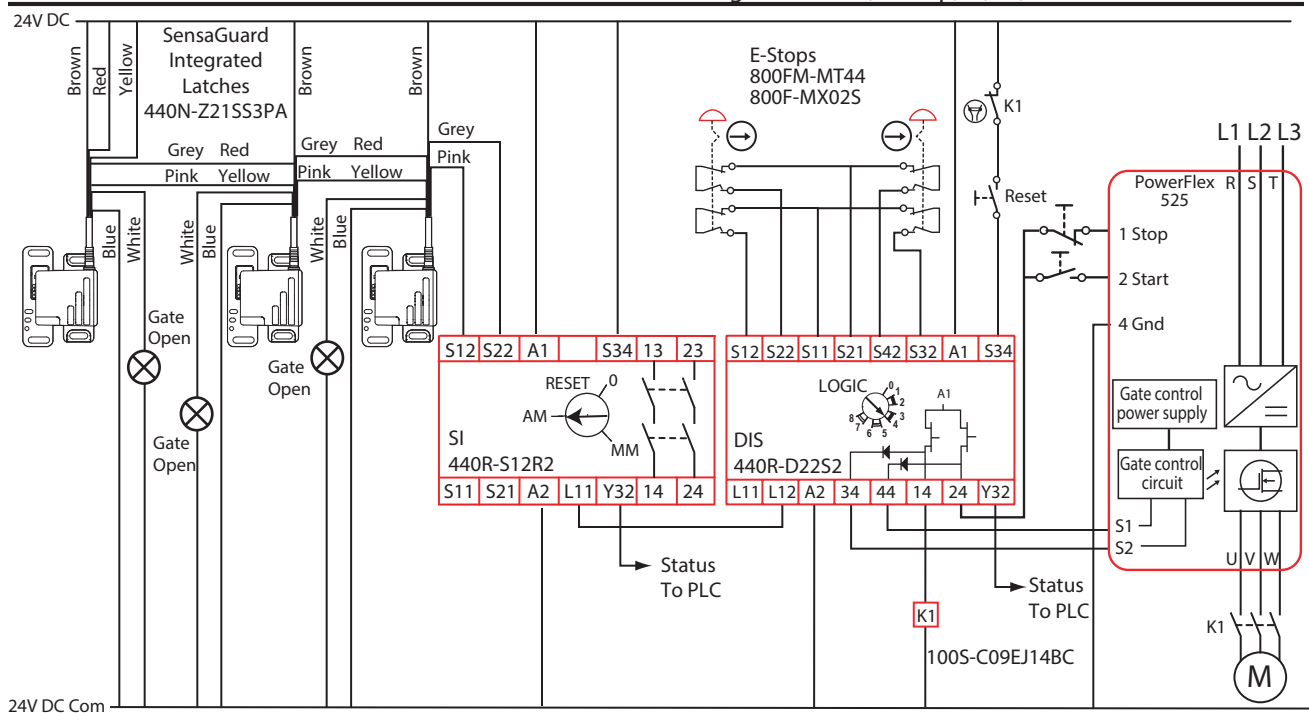 24V DC
SensaGuard
Integrated
Latches
440N-Z21SS3PA
Brown
Red
Yellow
Brown
Brown
Grey Red
Pink Yellow
Grey Red
Pink Yellow
Grey
Pink
Blue
White
White
Blue
White
Blue
Gate
Open
Gate
Open
Gate
Open
E-Stops
800FM-MT44
800F-MX02S
K1
Reset
L1 L2 L3
PowerFlex
525
R S T
1 Stop
2 Start
4 Gnd
Gate control
power supply
Gate control
circuit
S1
S2
U V W
K1
M
S12 S22 A1 S34 13 23
RESET
0
AM
MM
SI
440R-S12R2
S11 S21 A2 L11 Y32 14 24
Status
To PLC
S12 S22 S11 S21 S42 S32 A1 S34
LOGIC
0
1
2
3
4
5
6
7
8
A1
DIS
440R-D22S2
L11 L12 A2 34 44 14 24 Y32
Status
To PLC
K1
100S-C09EJ14BC
24V DC Com